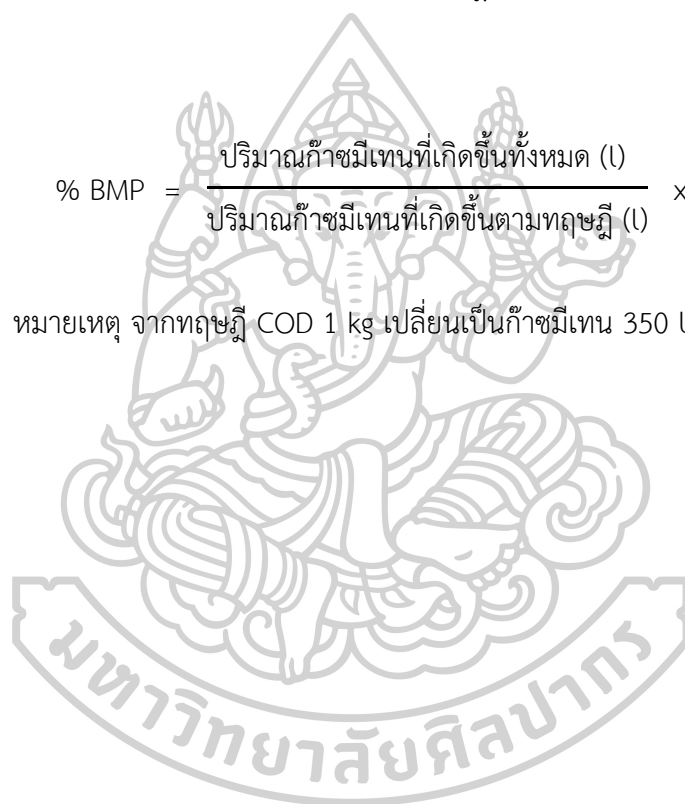 ปริมาณก๊าซมีเทนที่เกิดขึ้นทั้งหมด (l)
% BMP = x
ปริมาณก๊าซมีเทนที่เกิดขึ้นตามทฤษฎี (l)
หมายเหตุ จากทฤษฎี COD 1 kg เปลี่ยนเป็นก๊าซมีเทน 350 l
มหาวิทยาลัยศิลปากร